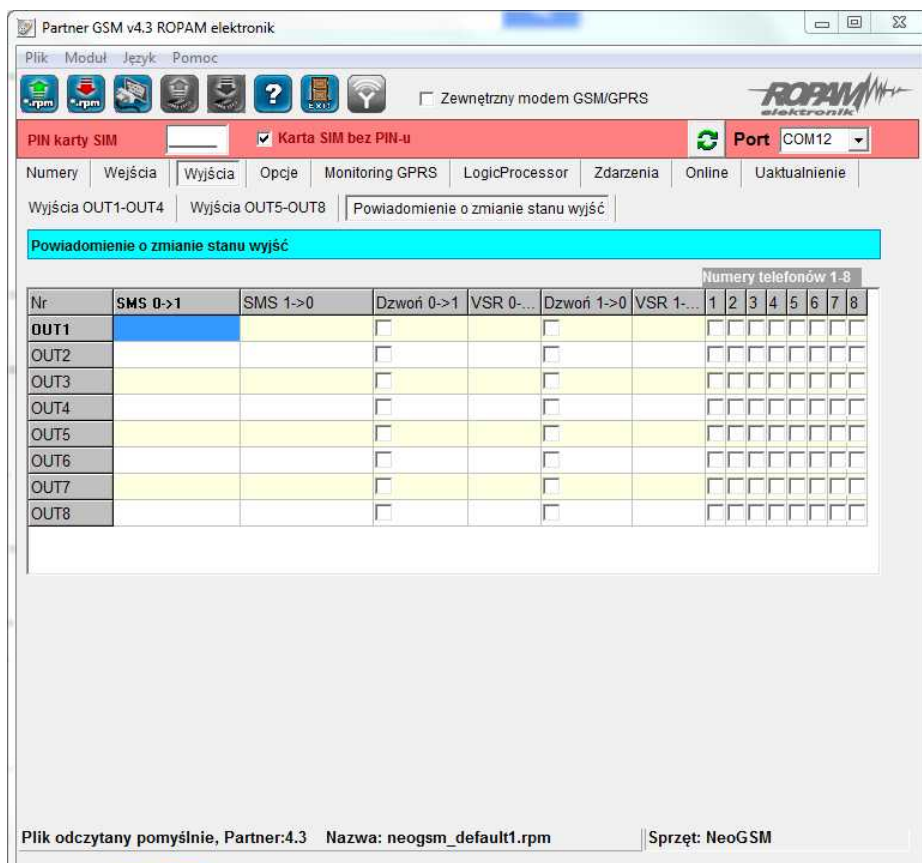 Partner GSM v4.3 ROPAM elektronik
Plik Moduł Język Pomoc
*.rpm *.rpm ? EXIT Zewnętrzny modem GSM/GPRS ROPAM elektronik
PIN karty SIM Karta SIM bez PIN-u Port COM12
Numery Wejścia Wyjścia Opcje Monitoring GPRS LogicProcessor Zdarzenia Online Uaktualnienie
Wyjścia OUT1-OUT4 Wyjścia OUT5-OUT8 Powiadomienie o zmianie stanu wyjść
Powiadomienie o zmianie stanu wyjść
Numery telefonów 1-8
Nr SMS 0->1 SMS 1->0 Dzwoń 0->1 VSR 0-... Dzwoń 1->0 VSR 1-... 1 2 3 4 5 6 7 8
OUT1
OUT2
OUT3
OUT4
OUT5
OUT6
OUT7
OUT8
Plik odczytany pomyślnie, Partner:4.3 Nazwa: neogsm_default1.rpm Sprzęt: NeoGSM